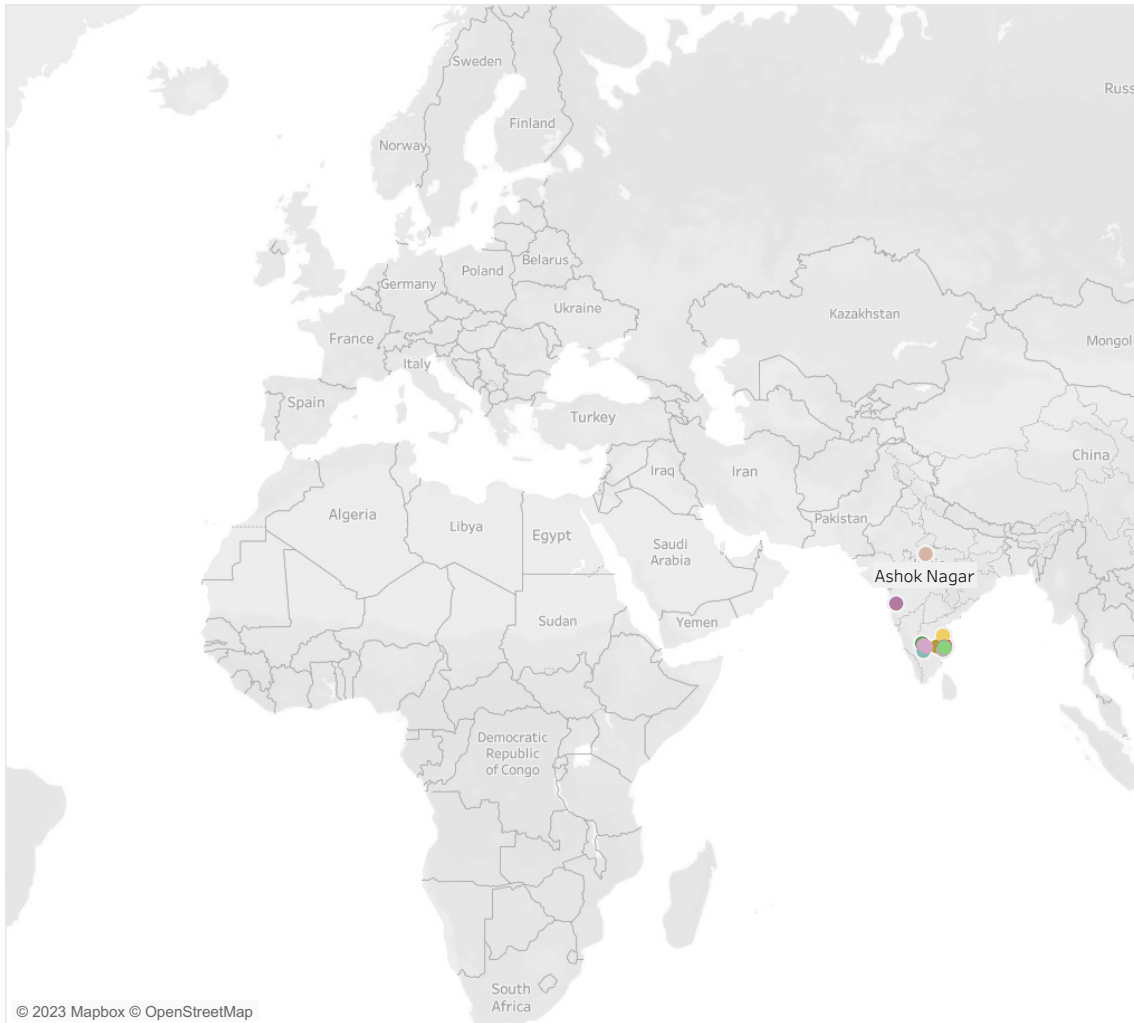 Sweden
Russ
Finland
Norway
Belarus
Poland
Germany
Ukraine
Kazakhstan
France
Mongol
Italy
Spain
Turkey
China
Iraq
Iran
Algeria
Pakistan
Libya
Egypt
Saudi
Arabia
Ashok Nagar
Sudan
Yemen
Democratic
Republic
of Congo
South
Africa
© 2023 Mapbox © OpenStreetMap